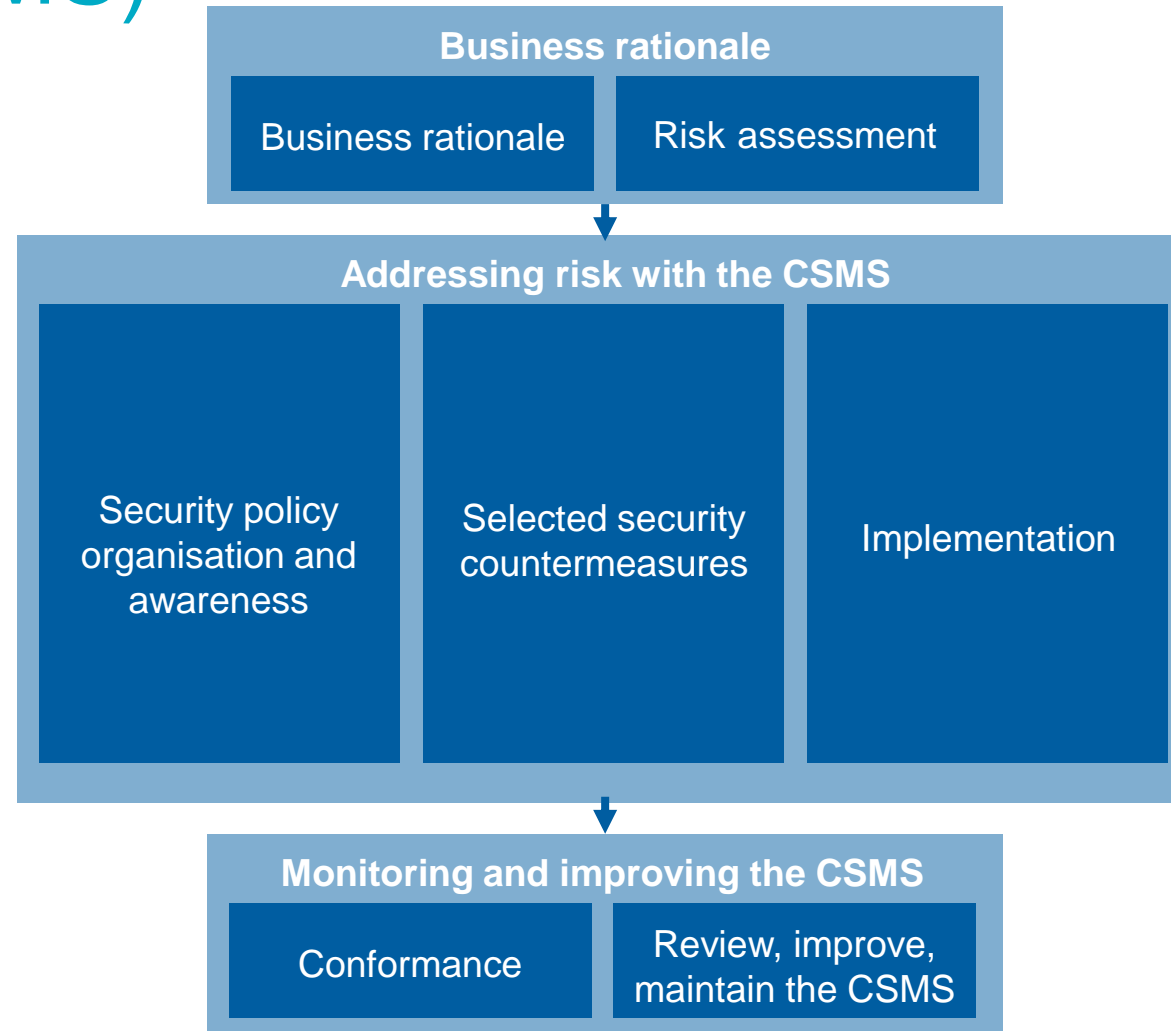 Business rationale
Business rationale
Risk assessment
Addressing risk with the CSMS
Security policy
organisation and
awareness
Selected security
countermeasures
Implementation
Monitoring and improving the CSMS
Conformance
Review, improve,
maintain the CSMS